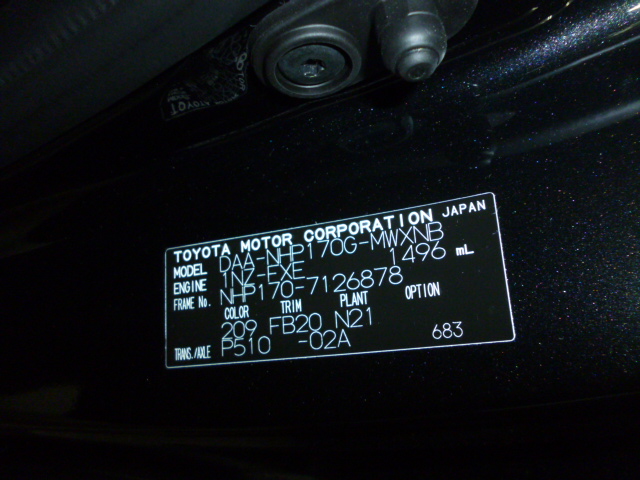 TOYOTA MOTOR CORPORATION JAPAN
MODEL DAA-NHP170G-MWXNB
ENGINE 1NZ-FXE 1496 mL
FRAME No. NHP170-7126878
COLOR TRIM PLANT OPTION
209 FB20 N21
TRANS./AXLE P510 -02A 683